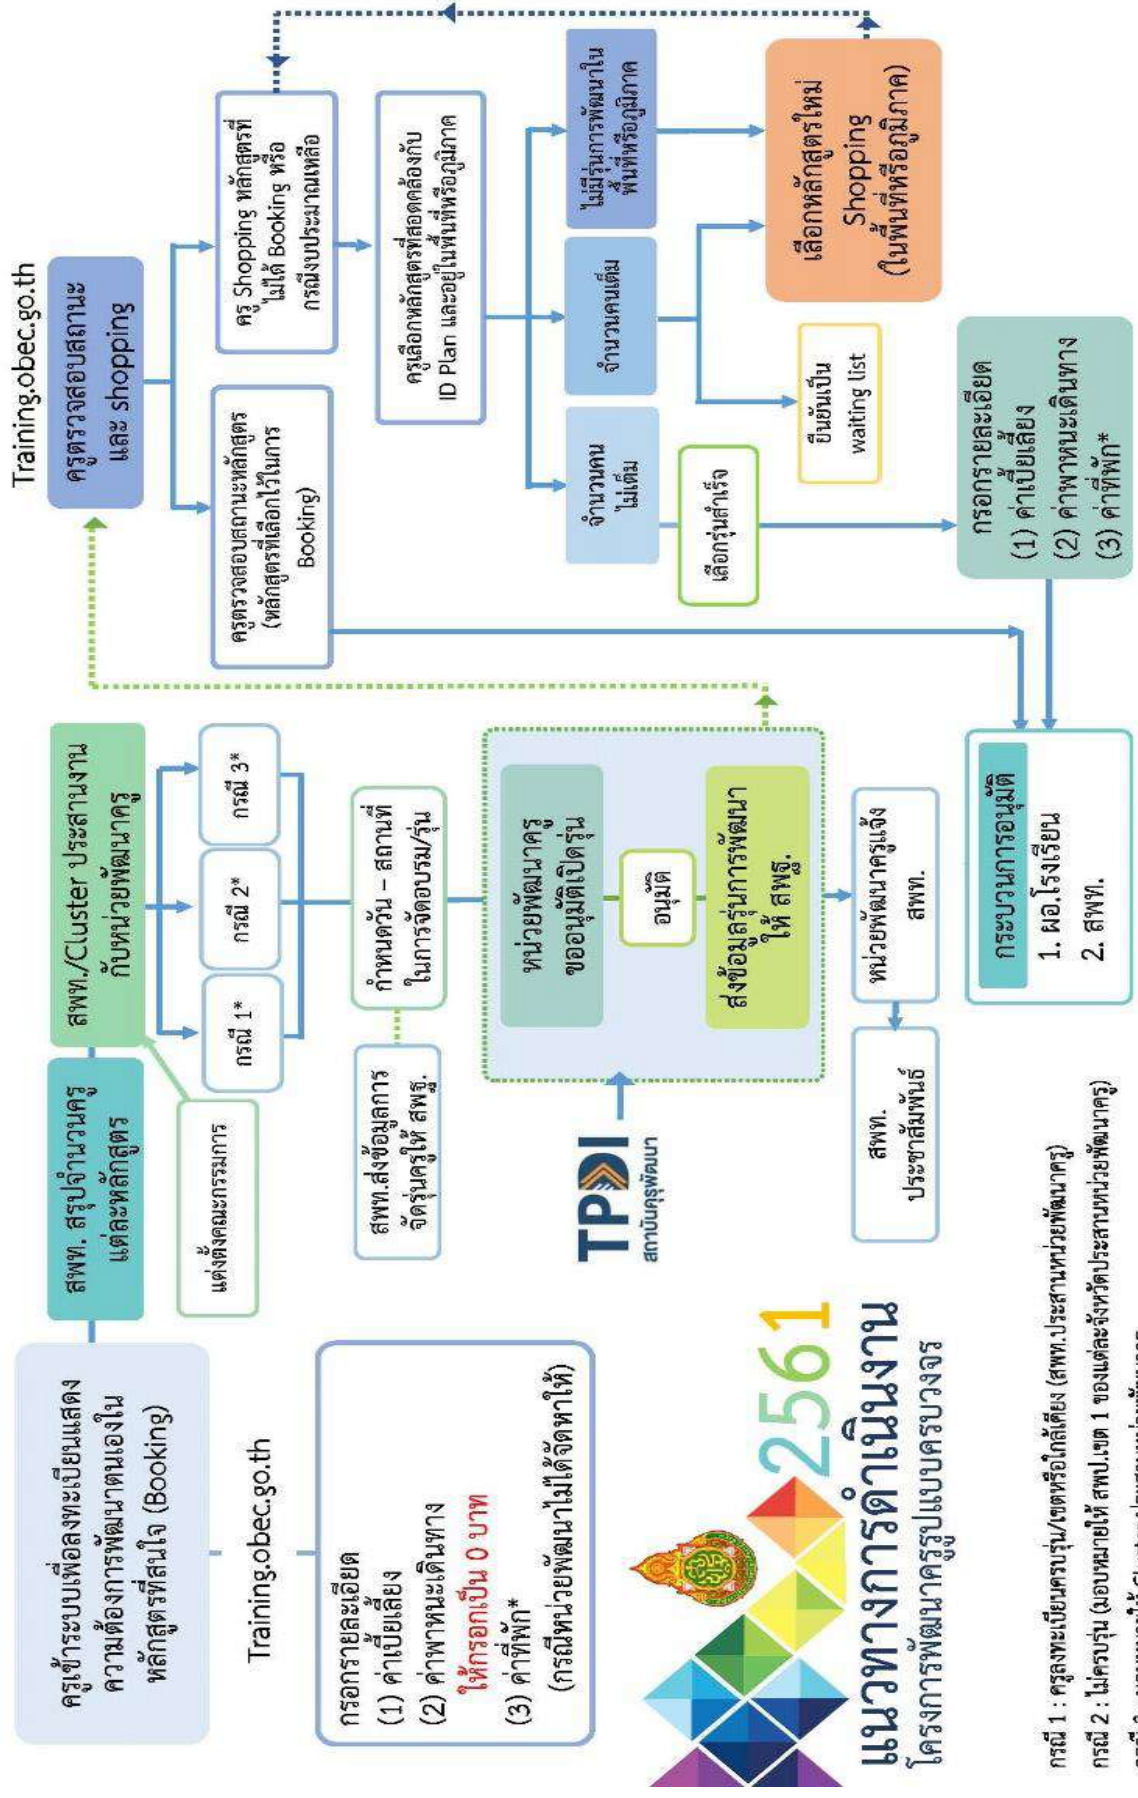 ครูเข้าระบบเพื่อลงทะเบียนแสดง
ความต้องการพัฒนาตนเองใน
หลักสูตรที่สนใจ (Booking)
Training.obec.go.th
กรอกรายละเอียด
(1) ค่าเบี้ยเลี้ยง
(2) ค่าพาหนะเดินทาง
ให้กรอกเป็น 0 บาท
(3) ค่าที่พัก*
(กรณีหน่วยพัฒนาไม่ได้จัดหาให้)
สพท. สรุปจำนวนครู
แต่ละหลักสูตร
แต่งตั้งคณะกรรมการ
สพท./Cluster ประสานงาน
กับหน่วยพัฒนาครู
กรณี 1*
กรณี 2*
กรณี 3*
สพท.ส่งข้อมูลการ
จัดรุ่นครูให้ สพฐ.
กำหนดวัน – สถานที่
ในการจัดอบรม/รุ่น
TPDI
สถาบันคุรุพัฒนา
หน่วยพัฒนาครู
ขออนุมัติเปิดรุ่น
อนุมัติ
ส่งข้อมูลรุ่นการพัฒนา
ให้ สพฐ.
หน่วยพัฒนาครูแจ้ง
สพท.
สพท.
ประชาสัมพันธ์
Training.obec.go.th
ครูตรวจสอบสถานะ
และ shopping
ครูตรวจสอบสถานะหลักสูตร
(หลักสูตรที่เลือกไว้ในการ
Booking)
ครู Shopping หลักสูตรที่
ไม่ได้ Booking หรือ
กรณีงบประมาณเหลือ
ครูเลือกหลักสูตรที่สอดคล้องกับ
ID Plan และอยู่ในพื้นที่หรือภูมิภาค
จำนวนคน
ไม่เต็ม
จำนวนคนเต็ม
ไม่มีรุ่นการพัฒนาใน
พื้นที่หรือภูมิภาค
เลือกรุ่นสำเร็จ
ยืนยันเป็น
waiting list
เลือกหลักสูตรใหม่
Shopping
(ในพื้นที่หรือภูมิภาค)
กรอกรายละเอียด
(1) ค่าเบี้ยเลี้ยง
(2) ค่าพาหนะเดินทาง
(3) ค่าที่พัก*
กระบวนการอนุมัติ
1. ผอ.โรงเรียน
2. สพท.
2561
แนวทางการดำเนินงาน
โครงการพัฒนาครูรูปแบบครบวงจร
กรณี 1 : ครูลงทะเบียนครบรุ่น/เขตหรือใกล้เคียง (สพท.ประสานหน่วยพัฒนาครู)
กรณี 2 : ไม่ครบรุ่น (มอบหมายให้ สพป.เขต 1 ของแต่ละจังหวัดประสานหน่วยพัฒนาครู)